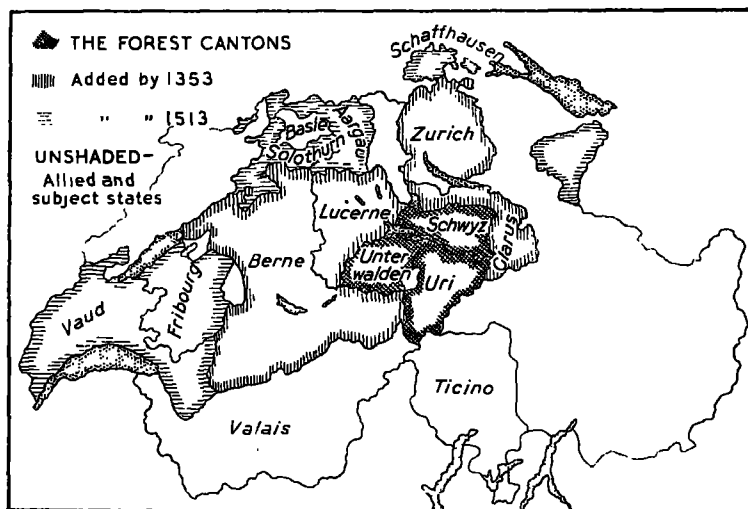 THE FOREST CANTONS
Added by 1353
" " 1513
UNSHADED-
Allied and
subject states
Schaffhausen
Basle
Aargau
Solothurn
Zurich
Lucerne
Schwyz
Glarus
Unter
walden
Uri
Berne
Fribourg
Vaud
Valais
Ticino